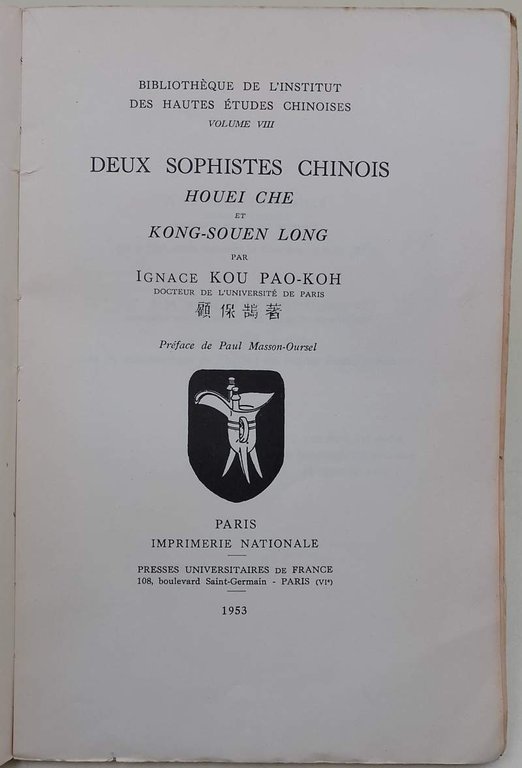 BIBLIOTHÈQUE DE L'INSTITUT
DES HAUTES ÉTUDES CHINOISES
VOLUME VIII
DEUX SOPHISTES CHINOIS
HOUEI CHE
ET
KONG-SOUEN LONG
PAR
IGNACE KOU PAO-KOH
DOCTEUR DE L'UNIVERSITÉ DE PARIS
顧保鵠著
Préface de Paul Masson-Oursel
PARIS
IMPRIMERIE NATIONALE
PRESSES UNIVERSITAIRES DE FRANCE
108, boulevard Saint-Germain - PARIS (VIe)
1953